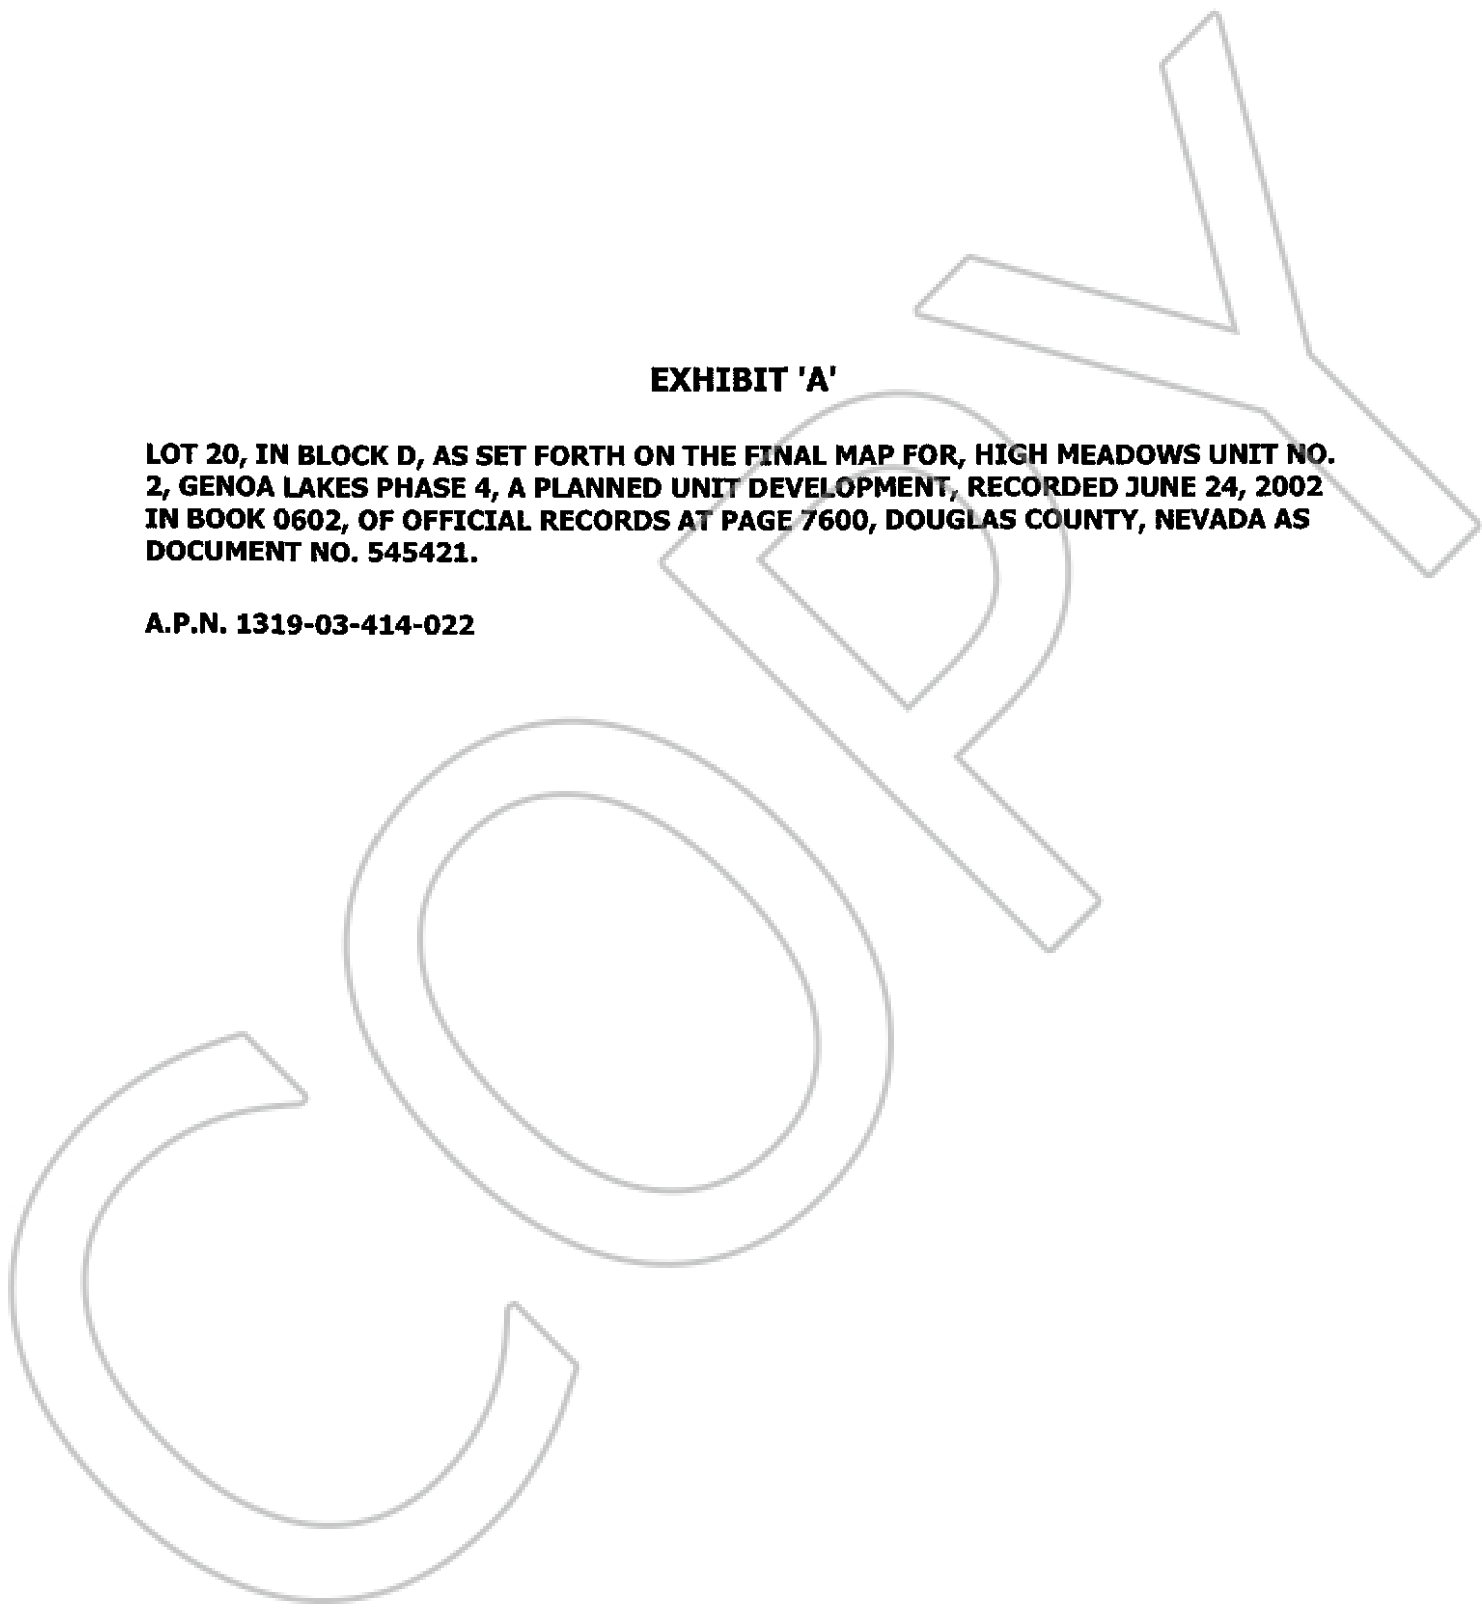 EXHIBIT 'A'
LOT 20, IN BLOCK D, AS SET FORTH ON THE FINAL MAP FOR, HIGH MEADOWS UNIT NO.
2, GENOA LAKES PHASE 4, A PLANNED UNIT DEVELOPMENT, RECORDED JUNE 24, 2002
IN BOOK 0602, OF OFFICIAL RECORDS AT PAGE 7600, DOUGLAS COUNTY, NEVADA AS
DOCUMENT NO. 545421.
A.P.N. 1319-03-414-022
COPY